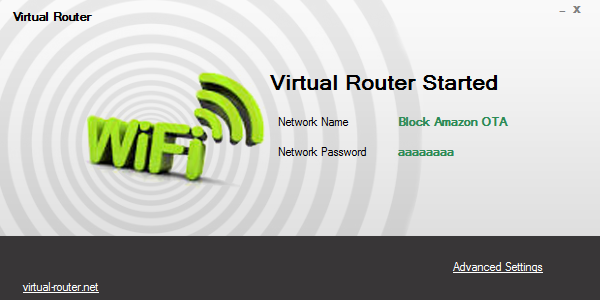 Virtual Router
– x
WiFi
Virtual Router Started
Network Name Block Amazon OTA
Network Password aaaaaaaa
Advanced Settings
virtual-router.net